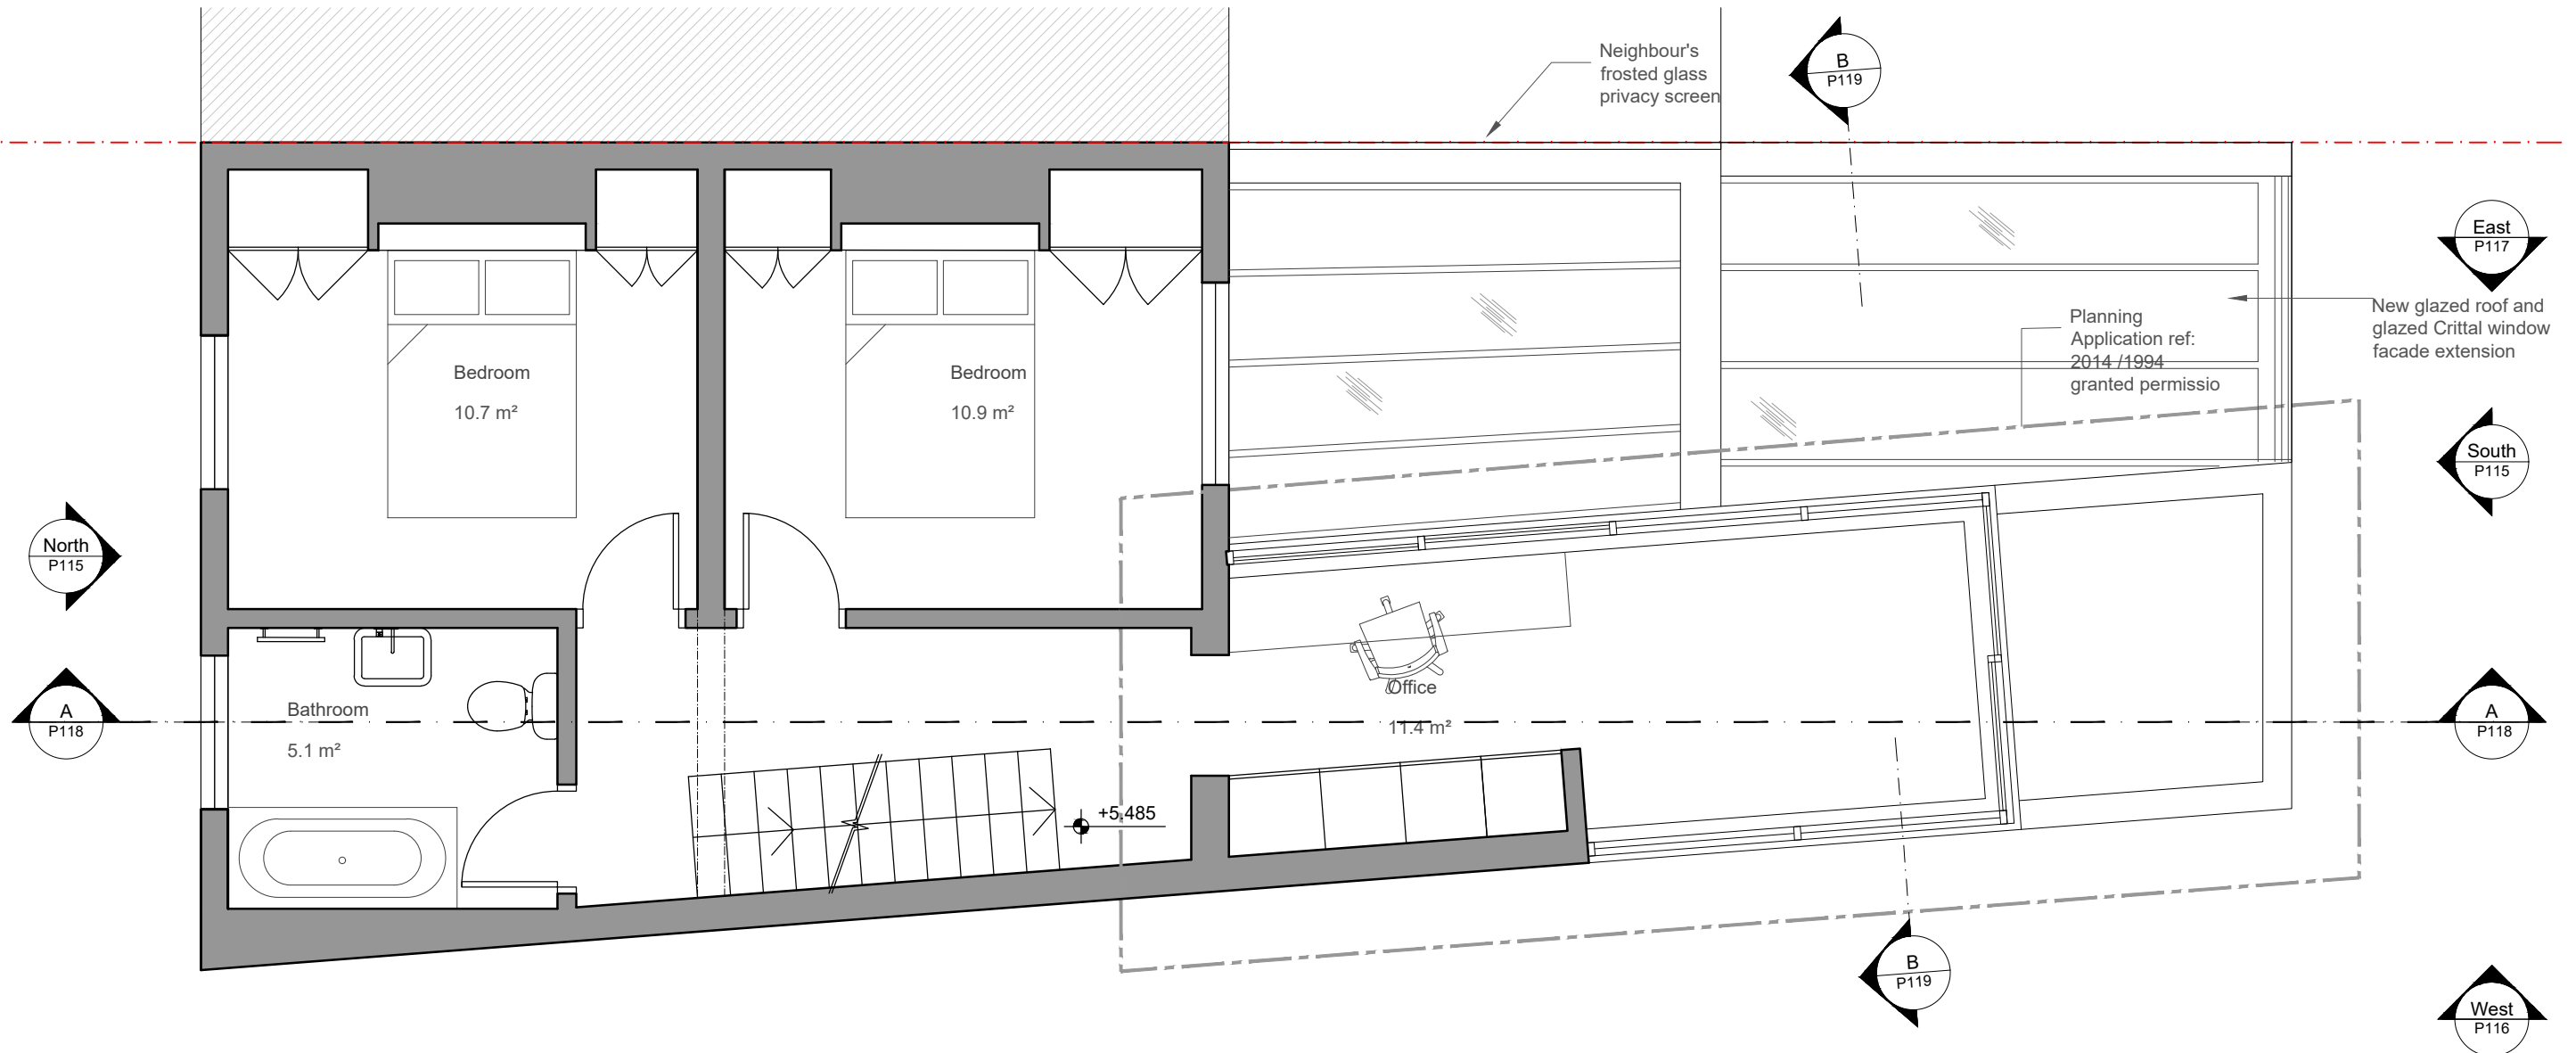 Neighbour's
frosted glass
privacy screen
B
P119
East
P117
New glazed roof and
glazed Crittal window
facade extension
Planning
Application ref:
2014 /1994
granted permissio
Bedroom
10.7 m²
Bedroom
10.9 m²
South
P115
North
P115
Office
11.4 m²
A
P118
Bathroom
5.1 m²
A
P118
+5,485
B
P119
West
P116